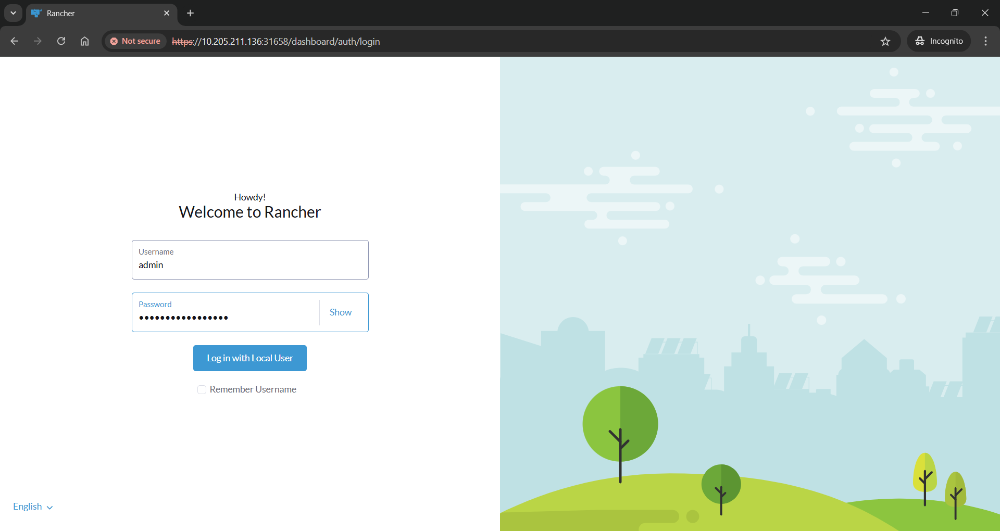 Rancher
Not secure https://10.205.211.136:31658/dashboard/auth/login Incognito
Howdy!
Welcome to Rancher
Username
admin
Password
••••••••••••••••• Show
Log in with Local User
Remember Username
English